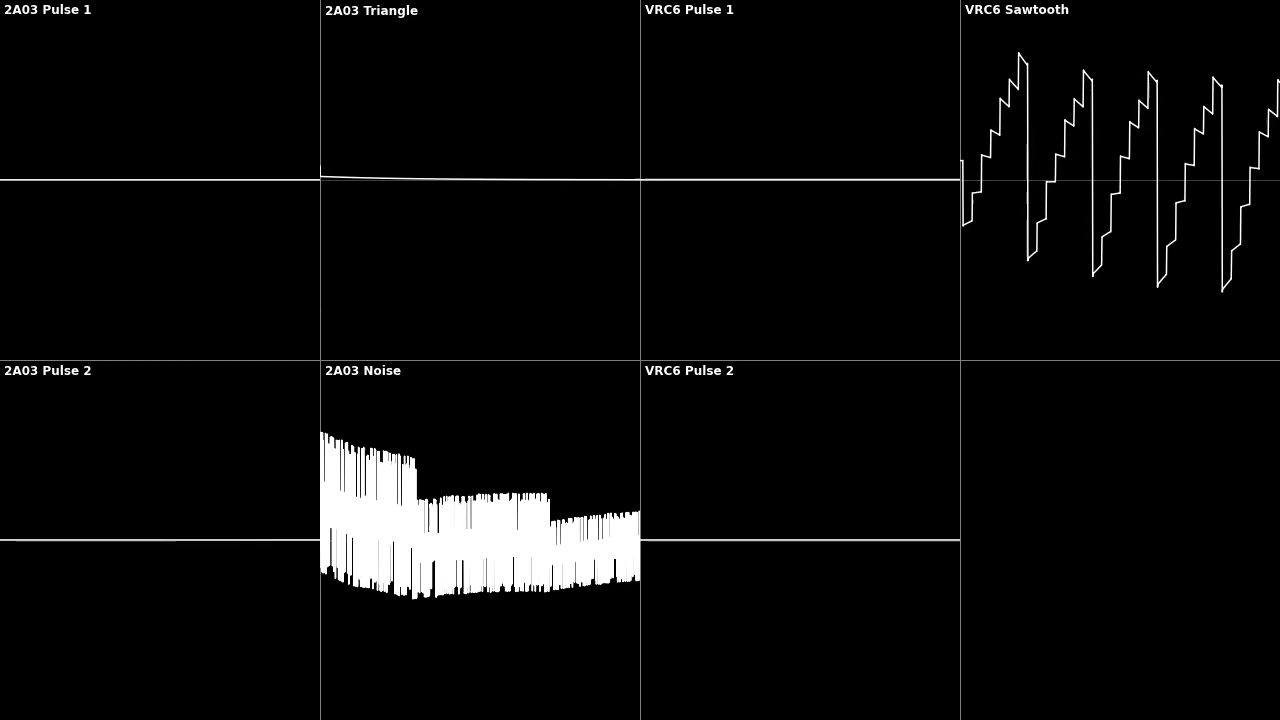 2A03 Pulse 1
2A03 Triangle
VRC6 Pulse 1
VRC6 Sawtooth
2A03 Pulse 2
2A03 Noise
VRC6 Pulse 2